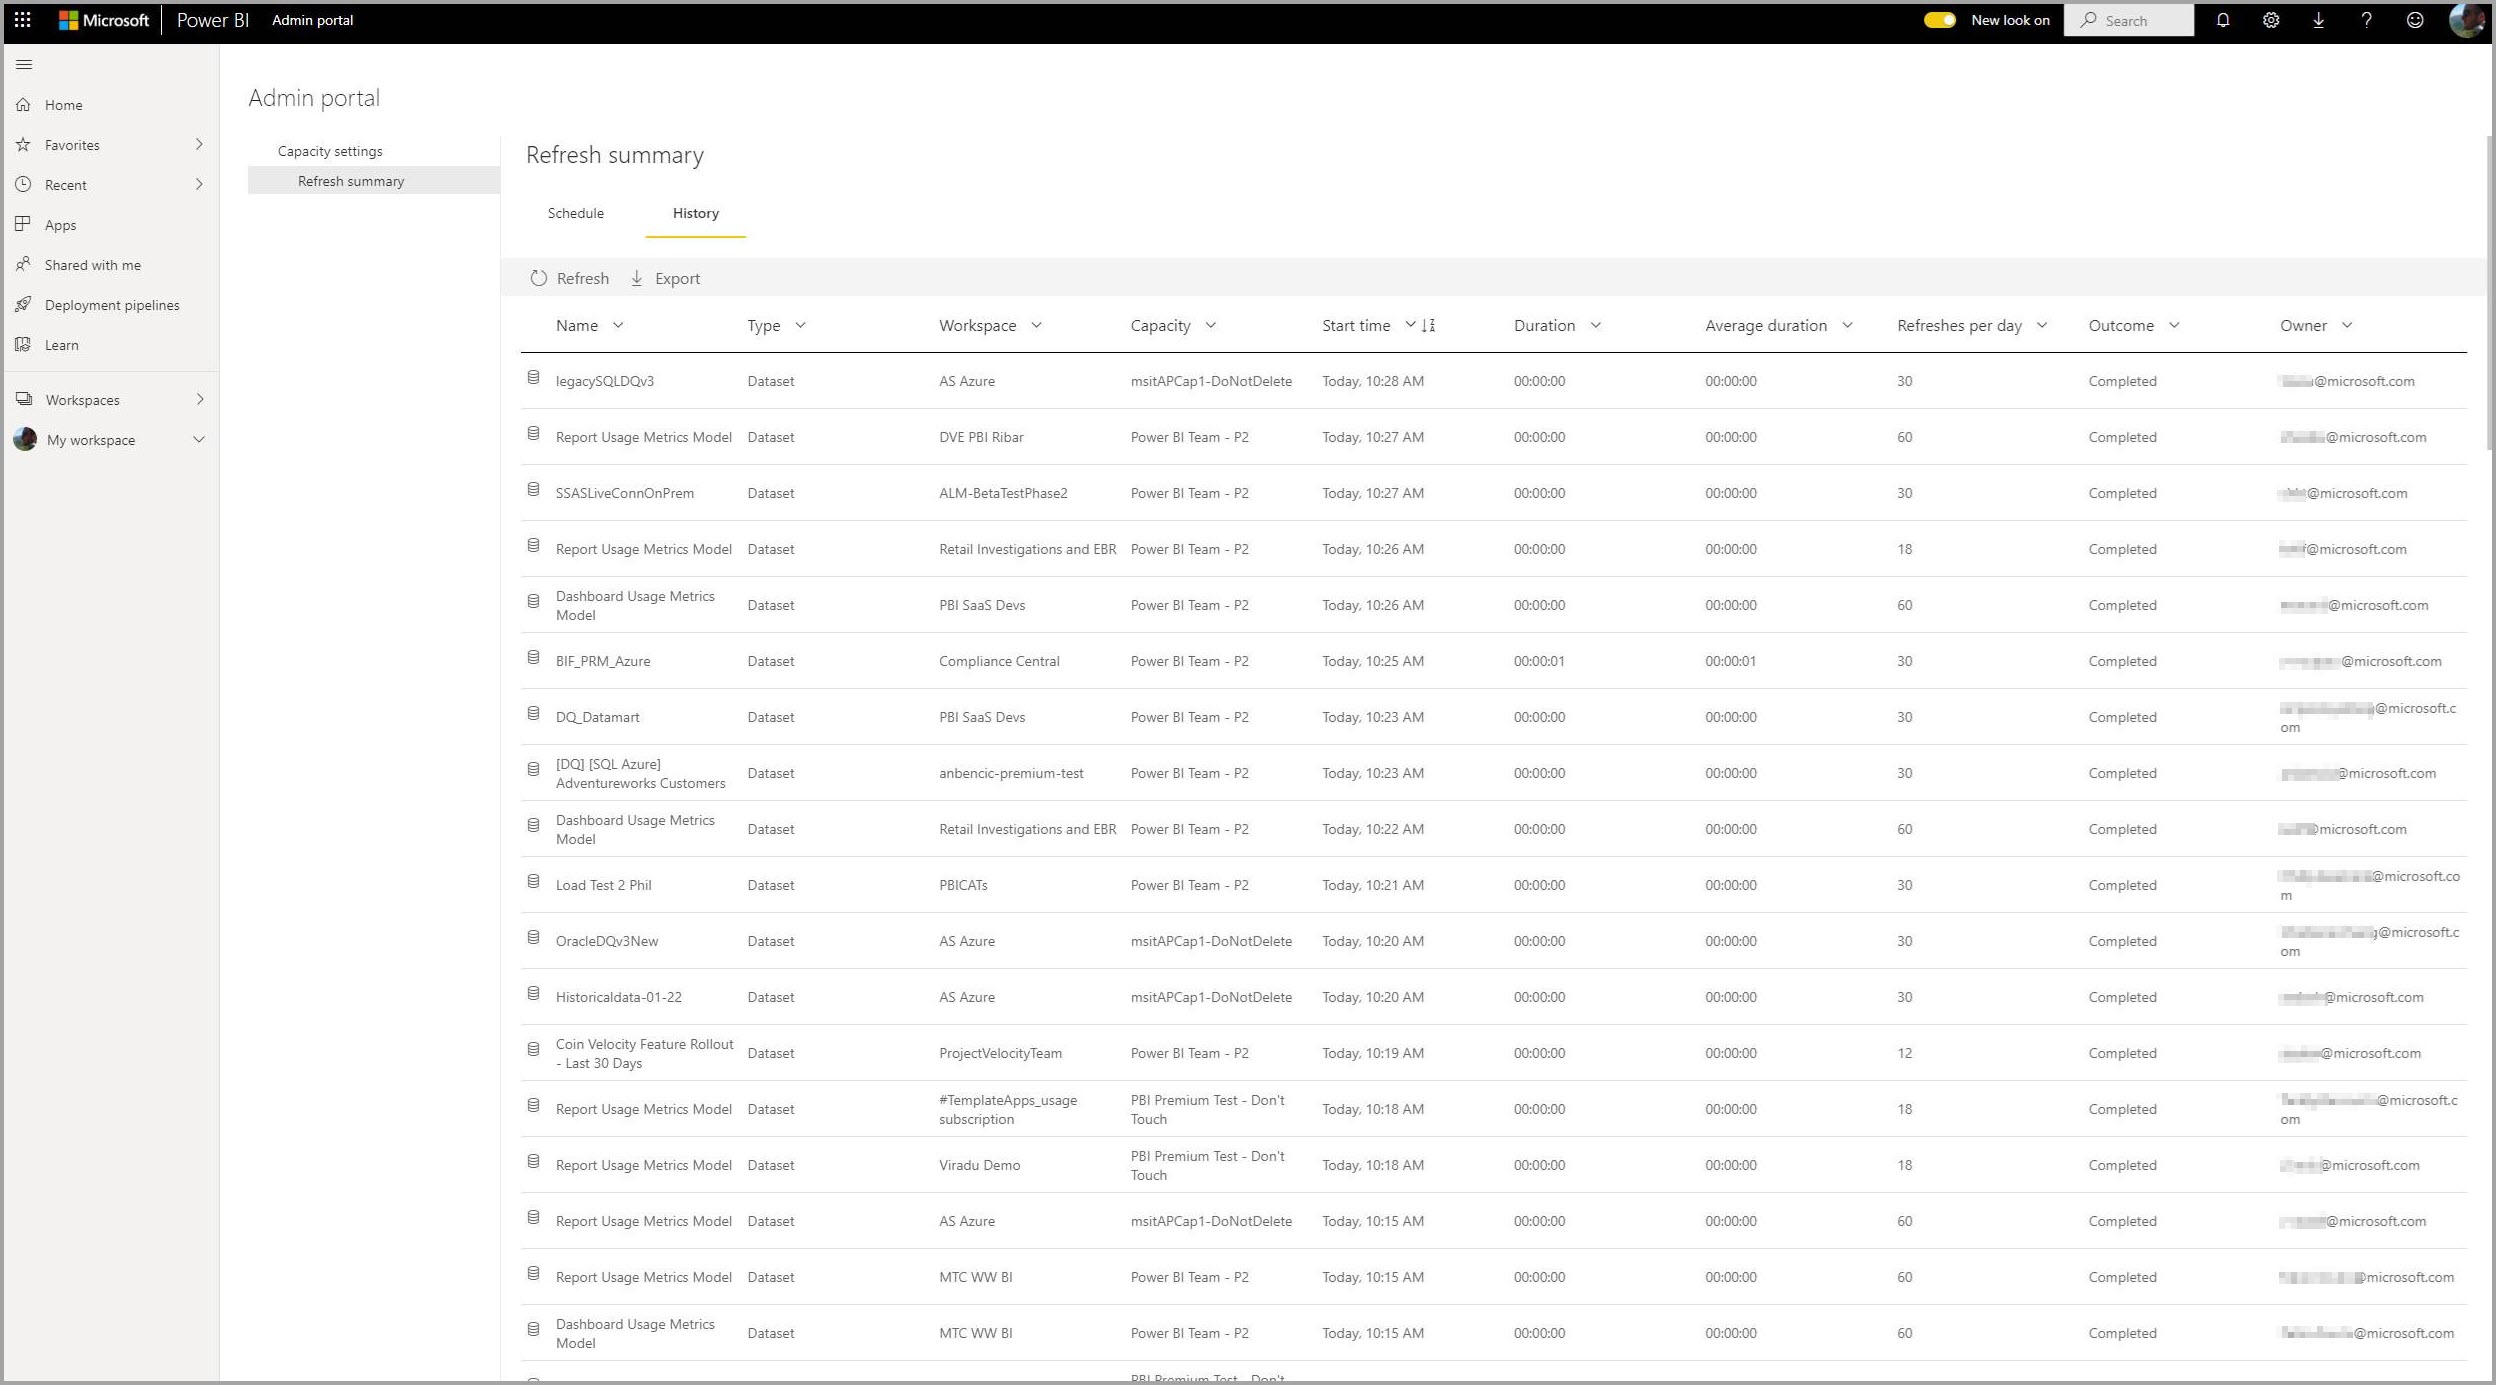 Microsoft Power BI Admin portal New look on Search
Admin portal
Home
Favorites
Recent
Apps
Shared with me
Deployment pipelines
Learn
Workspaces
My workspace
Capacity settings
Refresh summary
Refresh summary
Schedule History
Refresh Export
Name Type Workspace Capacity Start time Duration Average duration Refreshes per day Outcome Owner
legacySQLDQv3 Dataset AS Azure msitAPCap1-DoNotDelete Today, 10:28 AM 00:00:00 00:00:00 30 Completed @microsoft.com
Report Usage Metrics Model Dataset DVE PBI Ribar Power BI Team - P2 Today, 10:27 AM 00:00:00 00:00:00 60 Completed @microsoft.com
SSASLiveConnOnPrem Dataset ALM-BetaTestPhase2 Power BI Team - P2 Today, 10:27 AM 00:00:00 00:00:00 30 Completed @microsoft.com
Report Usage Metrics Model Dataset Retail Investigations and EBR Power BI Team - P2 Today, 10:26 AM 00:00:00 00:00:00 18 Completed @microsoft.com
Dashboard Usage Metrics
Model Dataset PBI SaaS Devs Power BI Team - P2 Today, 10:26 AM 00:00:00 00:00:00 60 Completed @microsoft.com
BIF_PRM_Azure Dataset Compliance Central Power BI Team - P2 Today, 10:25 AM 00:00:01 00:00:01 30 Completed @microsoft.com
DQ_Datamart Dataset PBI SaaS Devs Power BI Team - P2 Today, 10:23 AM 00:00:00 00:00:00 30 Completed @microsoft.c
om
[DQ] [SQL Azure]
Adventureworks Customers Dataset anbencic-premium-test Power BI Team - P2 Today, 10:23 AM 00:00:00 00:00:00 30 Completed @microsoft.com
Dashboard Usage Metrics
Model Dataset Retail Investigations and EBR Power BI Team - P2 Today, 10:22 AM 00:00:00 00:00:00 60 Completed @microsoft.com
Load Test 2 Phil Dataset PBICATs Power BI Team - P2 Today, 10:21 AM 00:00:00 00:00:00 30 Completed @microsoft.co
m
OracleDQv3New Dataset AS Azure msitAPCap1-DoNotDelete Today, 10:20 AM 00:00:00 00:00:00 30 Completed @microsoft.c
om
Historicaldata-01-22 Dataset AS Azure msitAPCap1-DoNotDelete Today, 10:20 AM 00:00:00 00:00:00 30 Completed @microsoft.com
Coin Velocity Feature Rollout
- Last 30 Days Dataset ProjectVelocityTeam Power BI Team - P2 Today, 10:19 AM 00:00:00 00:00:00 12 Completed @microsoft.com
Report Usage Metrics Model Dataset #TemplateApps_usage
subscription PBI Premium Test - Don't
Touch Today, 10:18 AM 00:00:00 00:00:00 18 Completed @microsoft.c
om
Report Usage Metrics Model Dataset Viradu Demo PBI Premium Test - Don't
Touch Today, 10:18 AM 00:00:00 00:00:00 18 Completed @microsoft.com
Report Usage Metrics Model Dataset AS Azure msitAPCap1-DoNotDelete Today, 10:15 AM 00:00:00 00:00:00 60 Completed @microsoft.com
Report Usage Metrics Model Dataset MTC WW BI Power BI Team - P2 Today, 10:15 AM 00:00:00 00:00:00 60 Completed @microsoft.com
Dashboard Usage Metrics
Model Dataset MTC WW BI Power BI Team - P2 Today, 10:15 AM 00:00:00 00:00:00 60 Completed @microsoft.com
PBI Premium Test - Don't